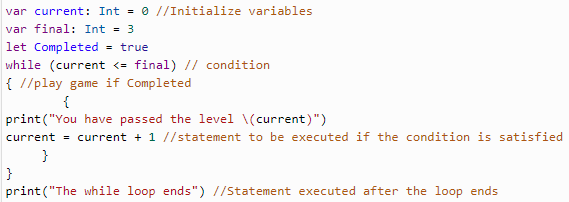 var current: Int = 0 //Initialize variables
var final: Int = 3
let Completed = true
while (current <= final) // condition
{ //play game if Completed
{
print("You have passed the level \(current)")
current = current + 1 //statement to be executed if the condition is satisfied
}
}
print("The while loop ends") //Statement executed after the loop ends